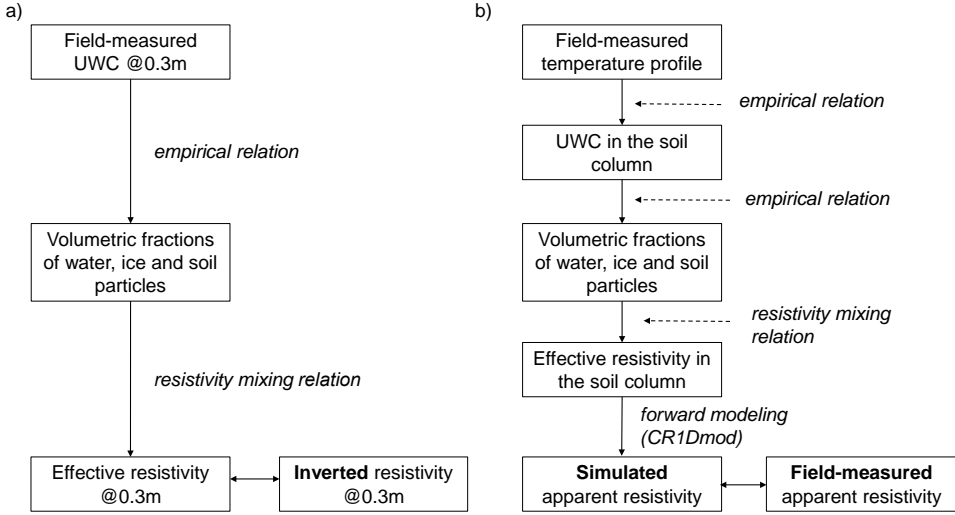 a)
Field-measured
UWC @0.3m
empirical relation
Volumetric fractions
of water, ice and soil
particles
resistivity mixing relation
Effective resistivity
@0.3m
Inverted resistivity
@0.3m
b)
Field-measured
temperature profile
empirical relation
UWC in the soil
column
empirical relation
Volumetric fractions
of water, ice and soil
particles
resistivity mixing
relation
Effective resistivity in
the soil column
forward modeling
(CR1Dmod)
Simulated
apparent resistivity
Field-measured
apparent resistivity